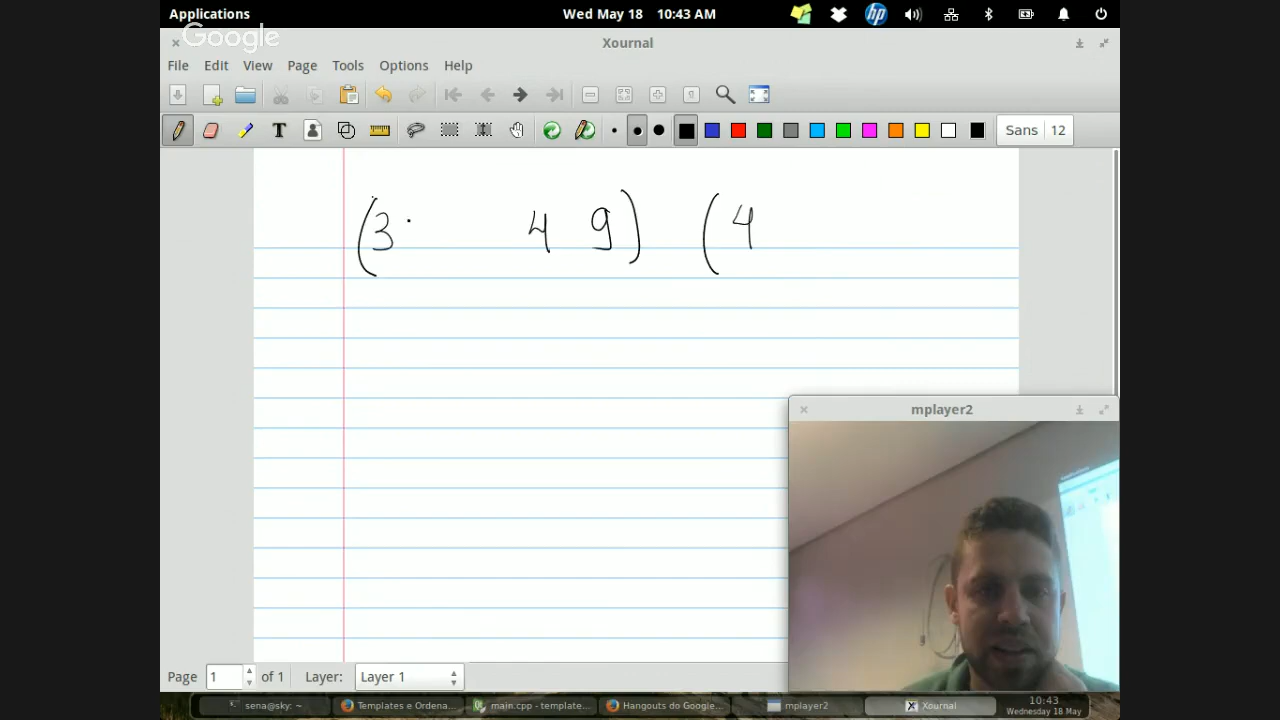 Applications Wed May 18 10:43 AM
Google
Xournal
File Edit View Page Tools Options Help
Sans 12
(3 . 4 9) (4
mplayer2
Page 1 of 1 Layer: Layer 1
sena@sky: ~ Templates e Ordena... main.cpp - template... Hangouts do Google... mplayer2 Xournal 10:43
Wednesday 18 May